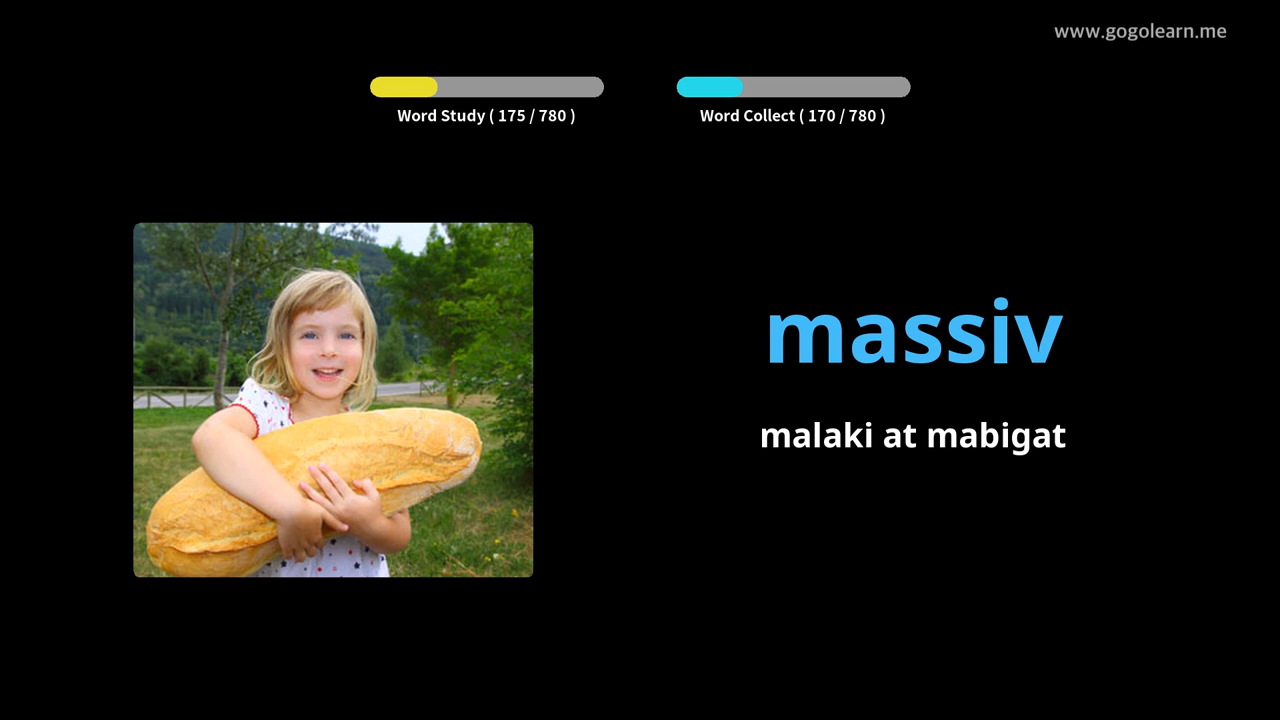 www.gogolearn.me
Word Study ( 175 / 780 )
Word Collect ( 170 / 780 )
massiv
malaki at mabigat